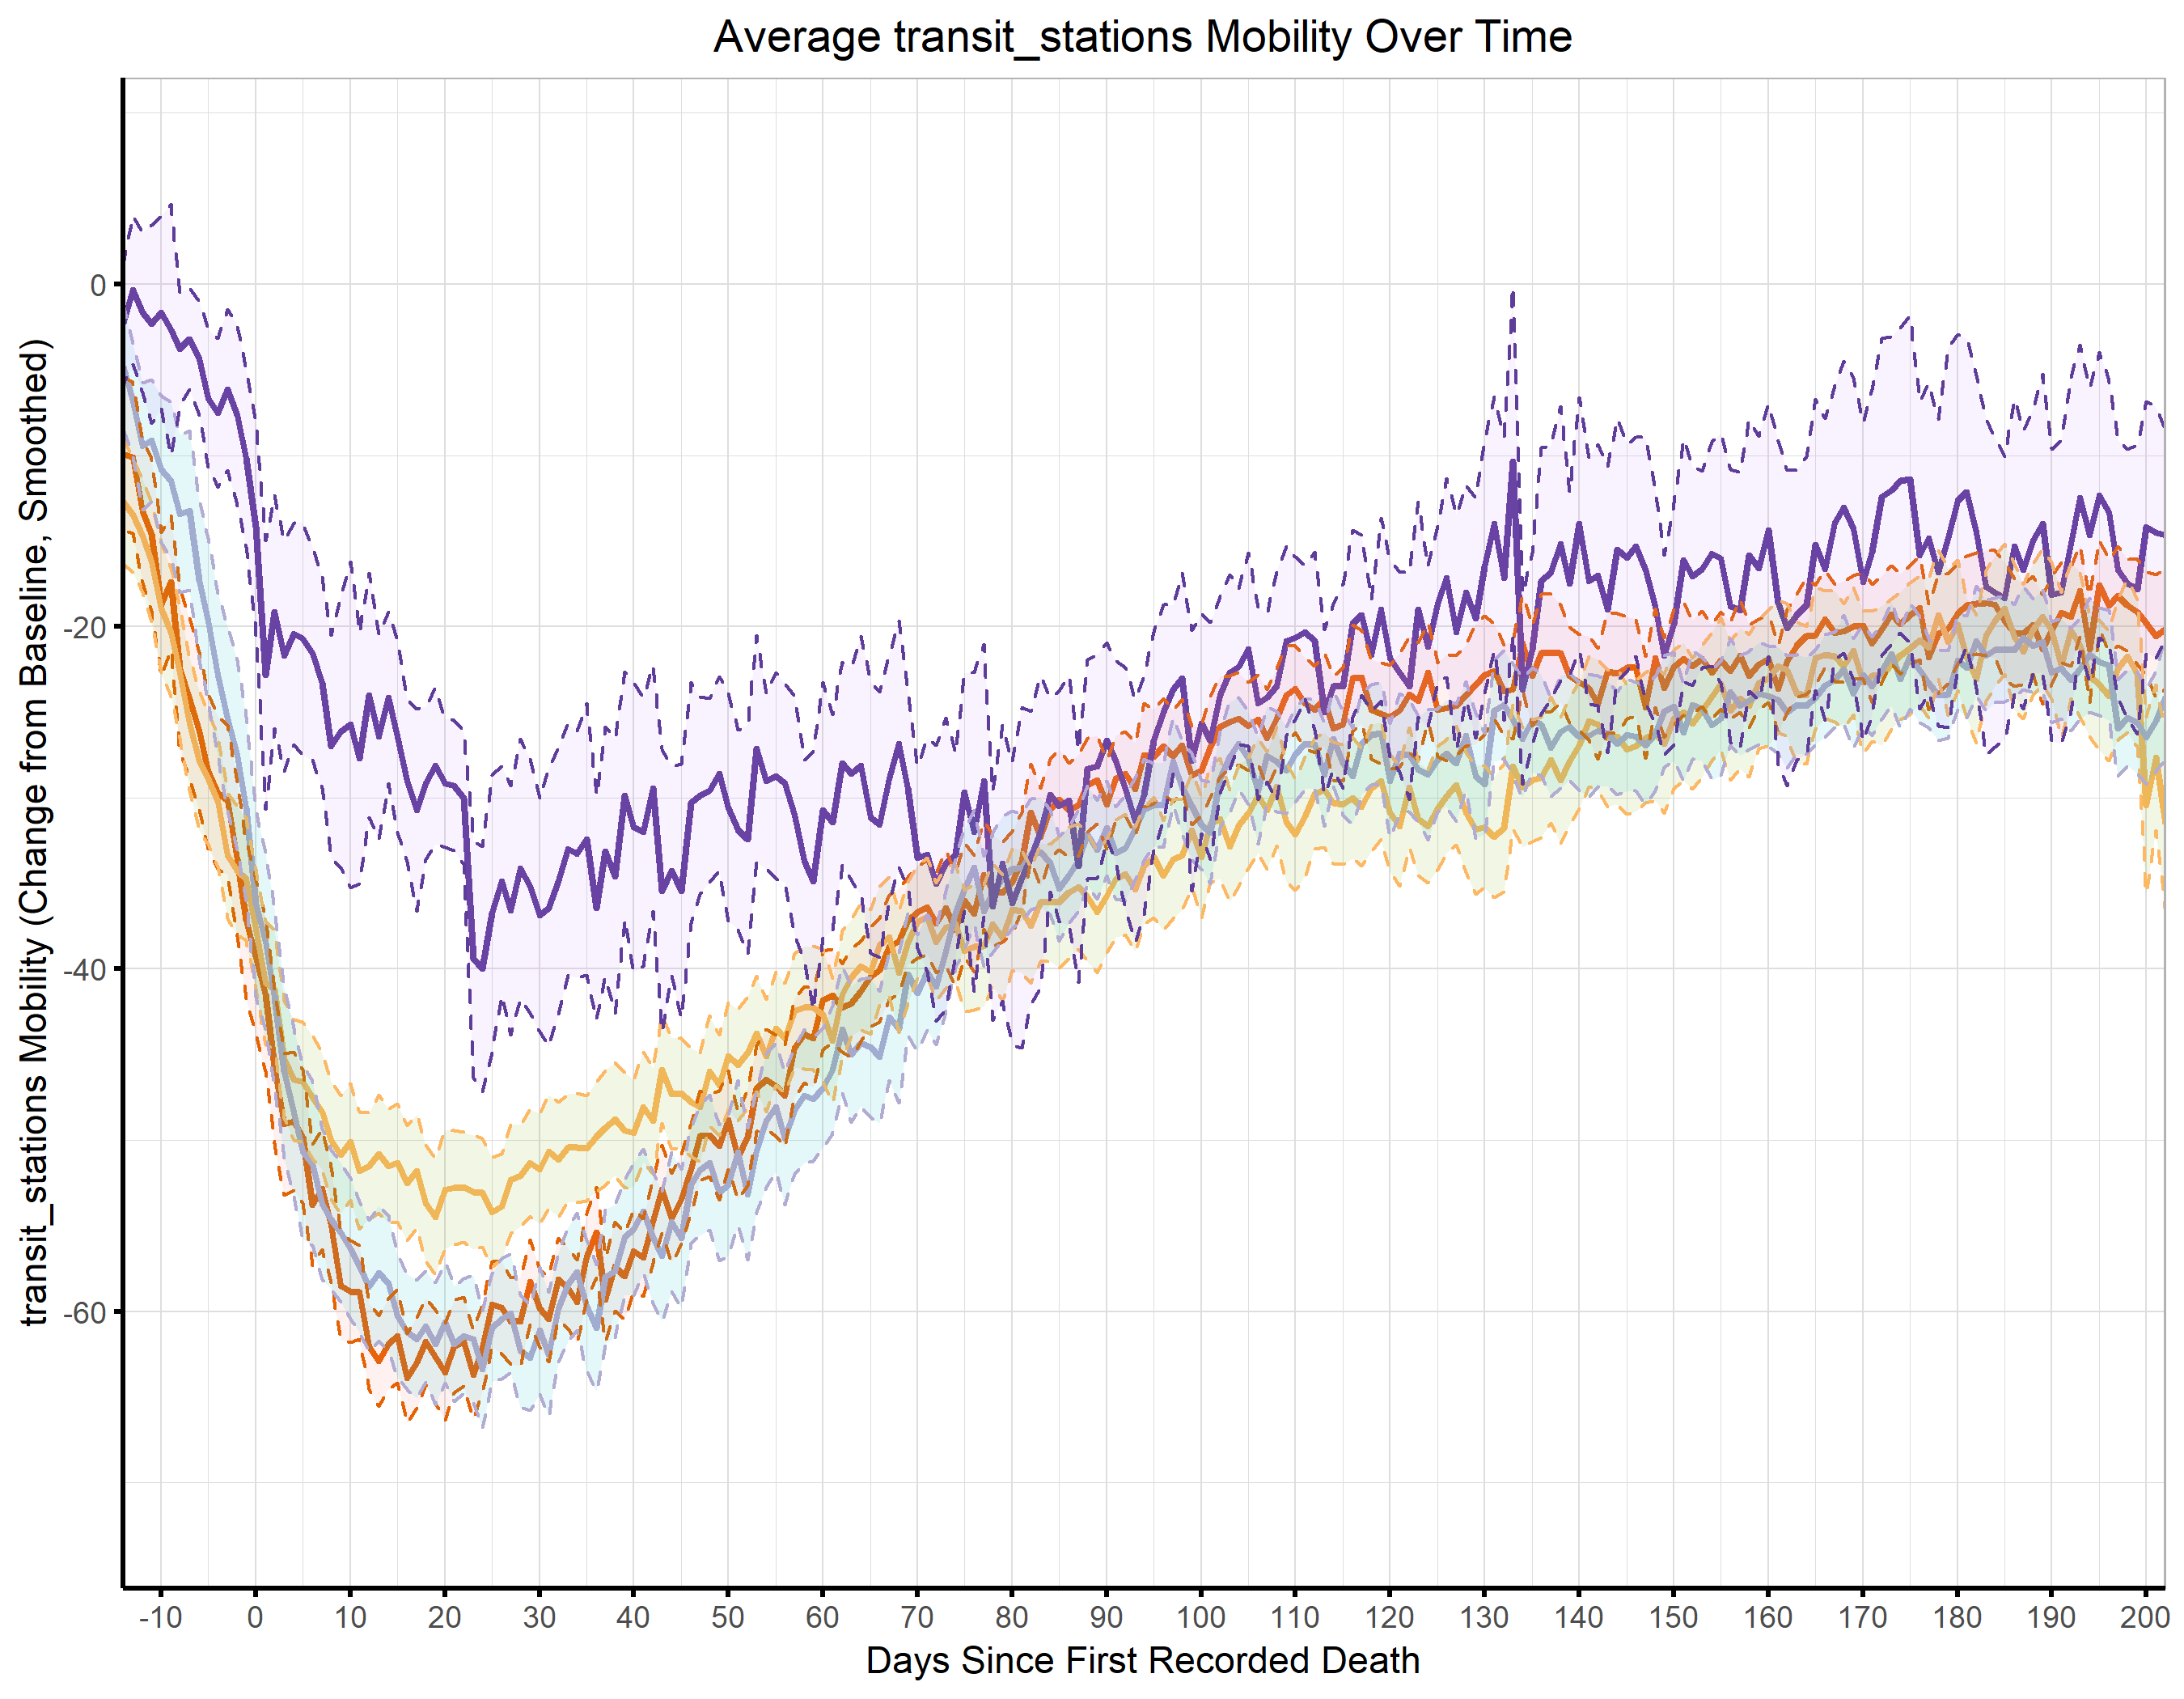 Average transit_stations Mobility Over Time
transit_stations Mobility (Change from Baseline, Smoothed)
0
-20
-40
-60
-10 0 10 20 30 40 50 60 70 80 90 100 110 120 130 140 150 160 170 180 190 200
Days Since First Recorded Death